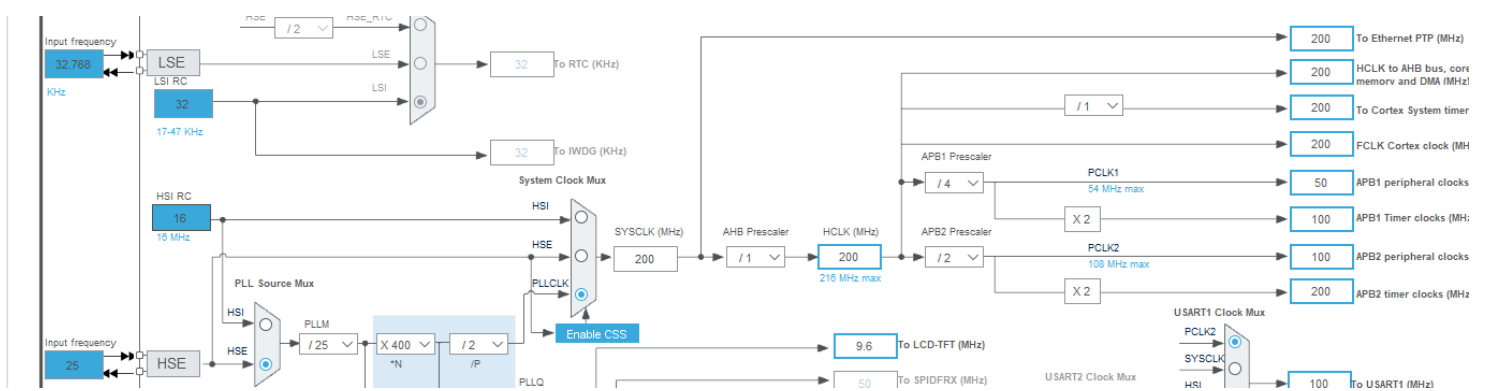 HSE
/ 2
HSE_RTC
Input frequency
32.768
KHz
LSE
LSE
32
To RTC (KHz)
LSI RC
32
17-47 KHz
LSI
32
To IWDG (KHz)
200
To Ethernet PTP (MHz)
200
HCLK to AHB bus, core
memory and DMA (MHz)
/ 1
200
To Cortex System timer
200
FCLK Cortex clock (MH
APB1 Prescaler
/ 4
PCLK1
54 MHz max
50
APB1 peripheral clocks
X 2
100
APB1 Timer clocks (MHz
System Clock Mux
HSI RC
16
16 MHz
HSI
HSE
PLLCLK
SYSCLK (MHz)
200
AHB Prescaler
/ 1
HCLK (MHz)
200
216 MHz max
APB2 Prescaler
/ 2
PCLK2
108 MHz max
100
APB2 peripheral clocks
X 2
200
APB2 timer clocks (MHz
Enable CSS
PLL Source Mux
HSI
HSE
Input frequency
25
HSE
PLLM
/ 25
X 400
*N
/ 2
/P
PLLQ
9.6
To LCD-TFT (MHz)
50
To SPIDFRX (MHz)
USART2 Clock Mux
USART1 Clock Mux
PCLK2
SYSCLK
HSI
100
To USART1 (MHz)